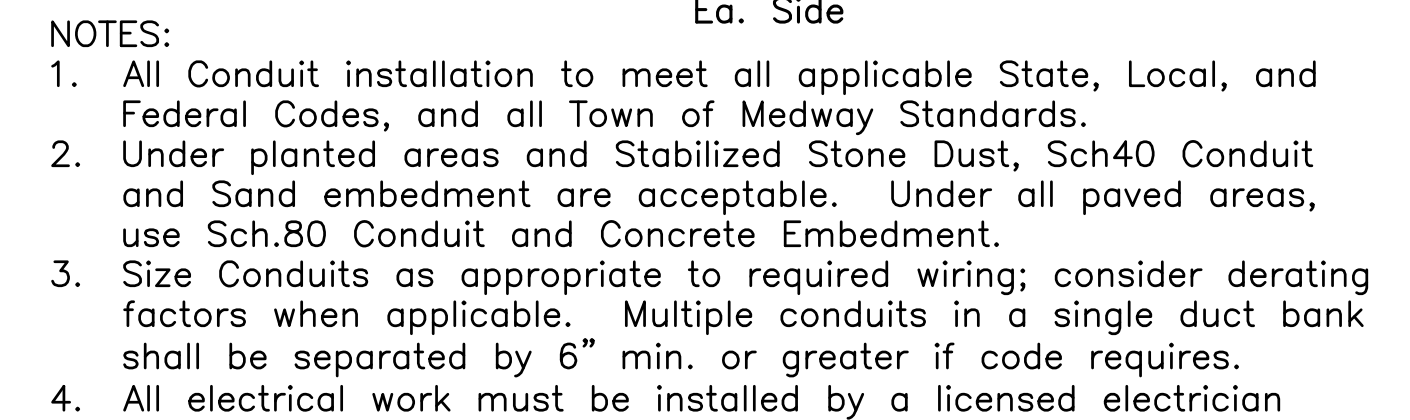 Ea. Side
NOTES:
1. All Conduit installation to meet all applicable State, Local, and
Federal Codes, and all Town of Medway Standards.
2. Under planted areas and Stabilized Stone Dust, Sch40 Conduit
and Sand embedment are acceptable. Under all paved areas,
use Sch.80 Conduit and Concrete Embedment.
3. Size Conduits as appropriate to required wiring; consider derating
factors when applicable. Multiple conduits in a single duct bank
shall be separated by 6" min. or greater if code requires.
4. All electrical work must be installed by a licensed electrician